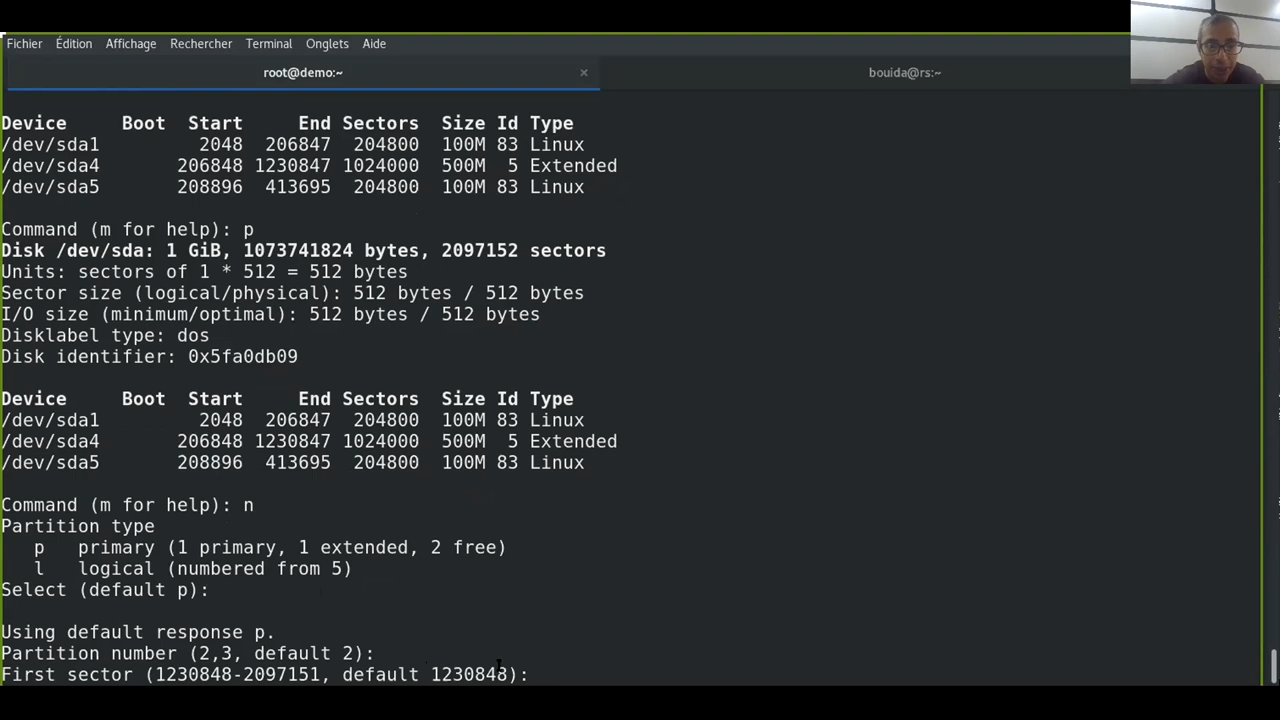 Fichier Édition Affichage Rechercher Terminal Onglets Aide
root@demo:~ × bouida@rs:~
Device Boot Start End Sectors Size Id Type
/dev/sda1 2048 206847 204800 100M 83 Linux
/dev/sda4 206848 1230847 1024000 500M 5 Extended
/dev/sda5 208896 413695 204800 100M 83 Linux
Command (m for help): p
Disk /dev/sda: 1 GiB, 1073741824 bytes, 2097152 sectors
Units: sectors of 1 * 512 = 512 bytes
Sector size (logical/physical): 512 bytes / 512 bytes
I/O size (minimum/optimal): 512 bytes / 512 bytes
Disklabel type: dos
Disk identifier: 0x5fa0db09
Device Boot Start End Sectors Size Id Type
/dev/sda1 2048 206847 204800 100M 83 Linux
/dev/sda4 206848 1230847 1024000 500M 5 Extended
/dev/sda5 208896 413695 204800 100M 83 Linux
Command (m for help): n
Partition type
p primary (1 primary, 1 extended, 2 free)
l logical (numbered from 5)
Select (default p):
Using default response p.
Partition number (2,3, default 2):
First sector (1230848-2097151, default 1230848):